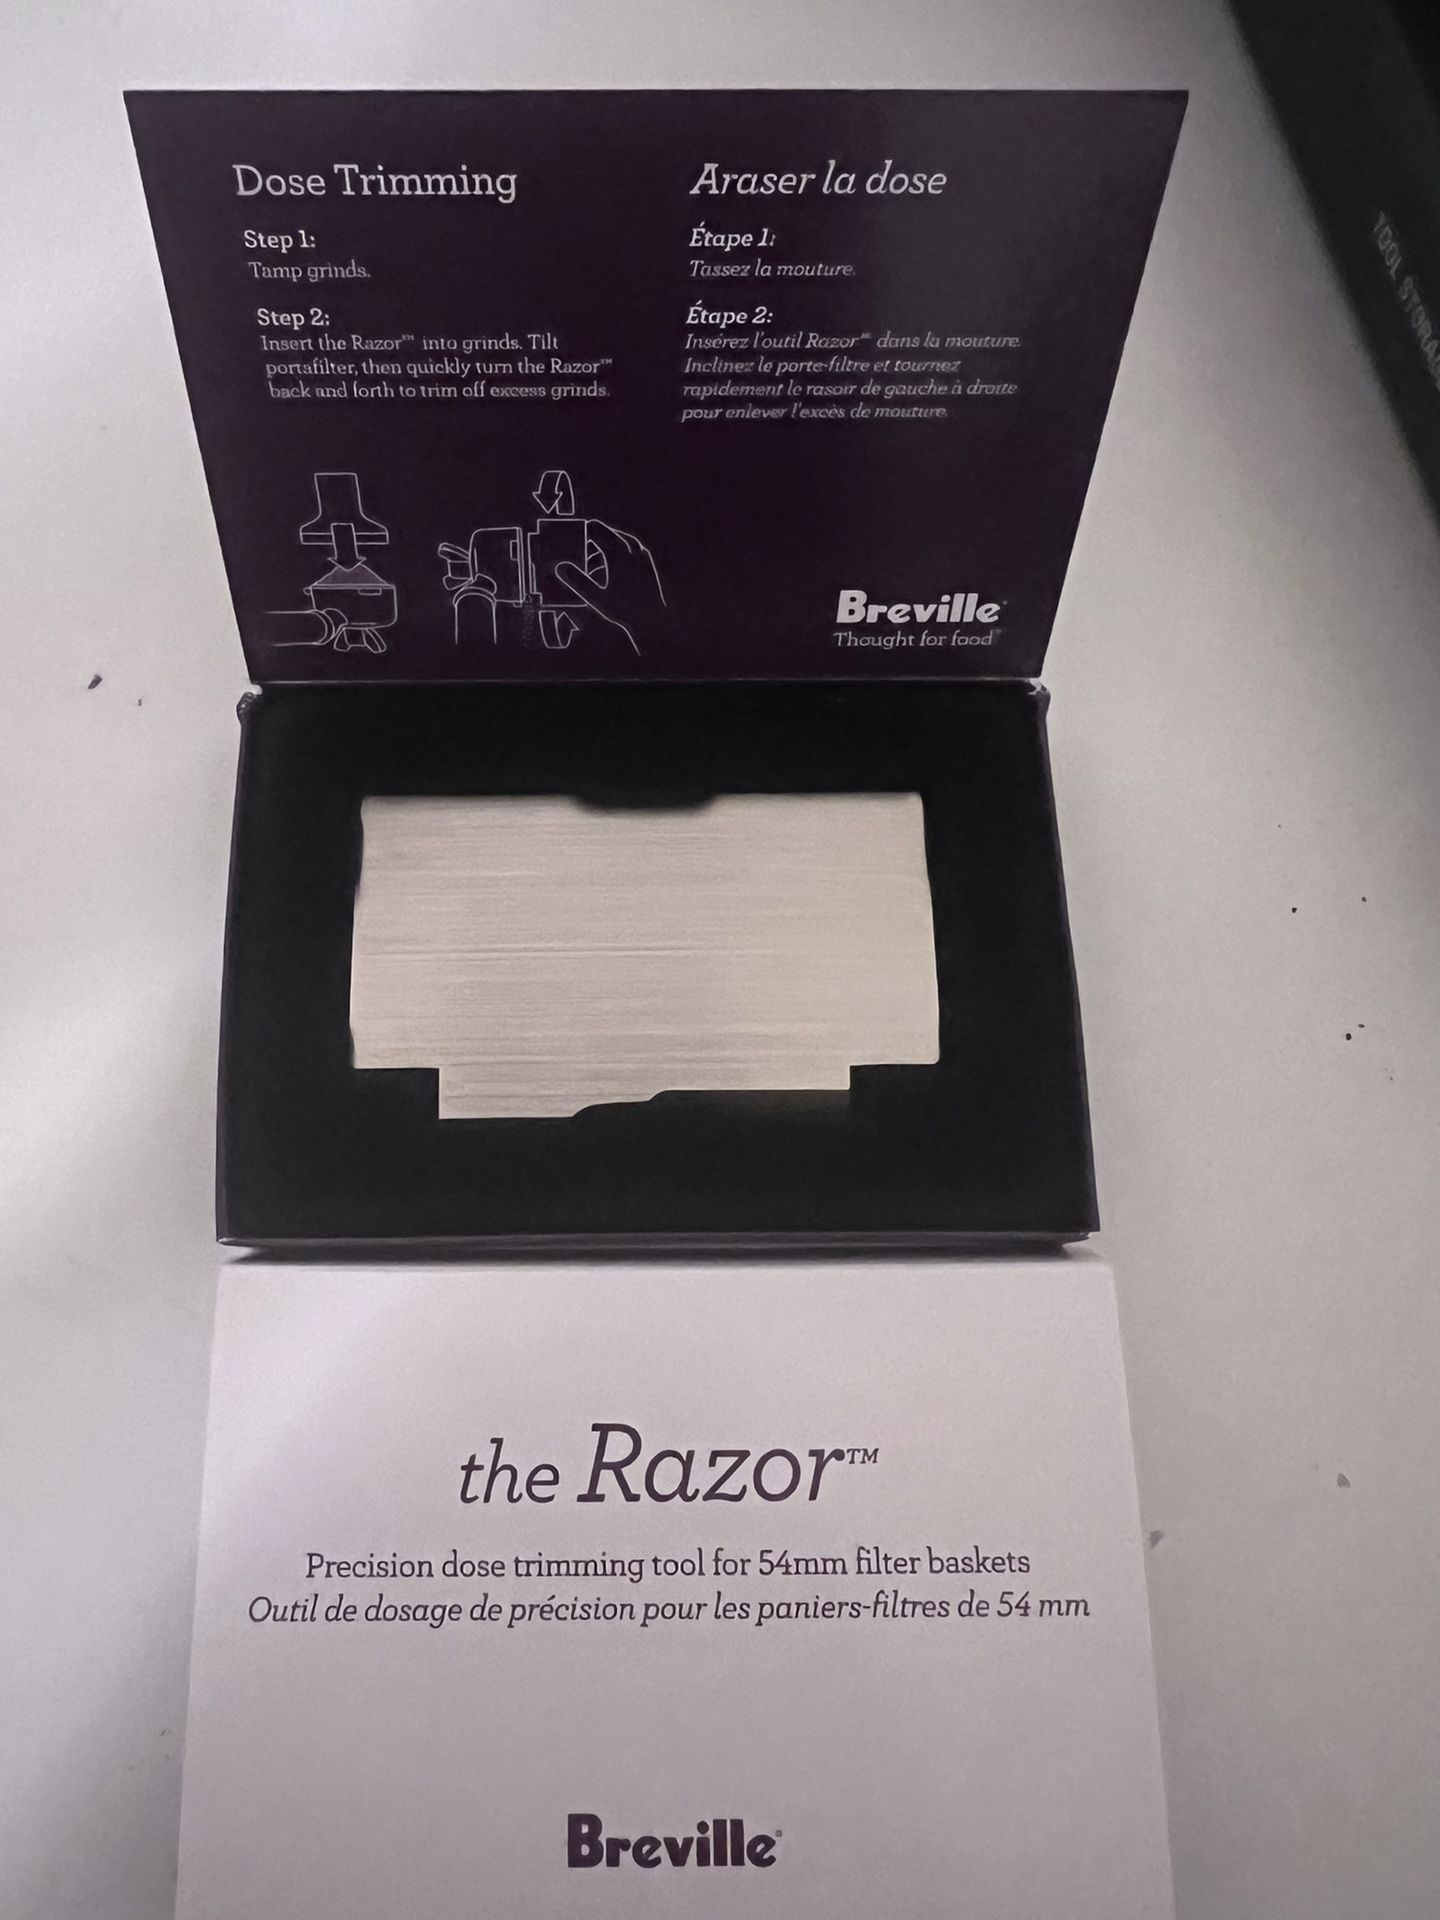 Dose Trimming
Step 1:
Tamp grinds.
Step 2:
Insert the Razor™ into grinds. Tilt
portafilter, then quickly turn the Razor™
back and forth to trim off excess grinds.
Araser la dose
Étape 1:
Tassez la mouture.
Étape 2:
Insérez l'outil Razor™ dans la mouture.
Inclinez le porte-filtre et tournez
rapidement le rasoir de gauche à droite
pour enlever l'excès de mouture.
Breville®
Thought for food™
TOOL STORAGE
the Razor™
Precision dose trimming tool for 54mm filter baskets
Outil de dosage de précision pour les paniers-filtres de 54 mm
Breville®